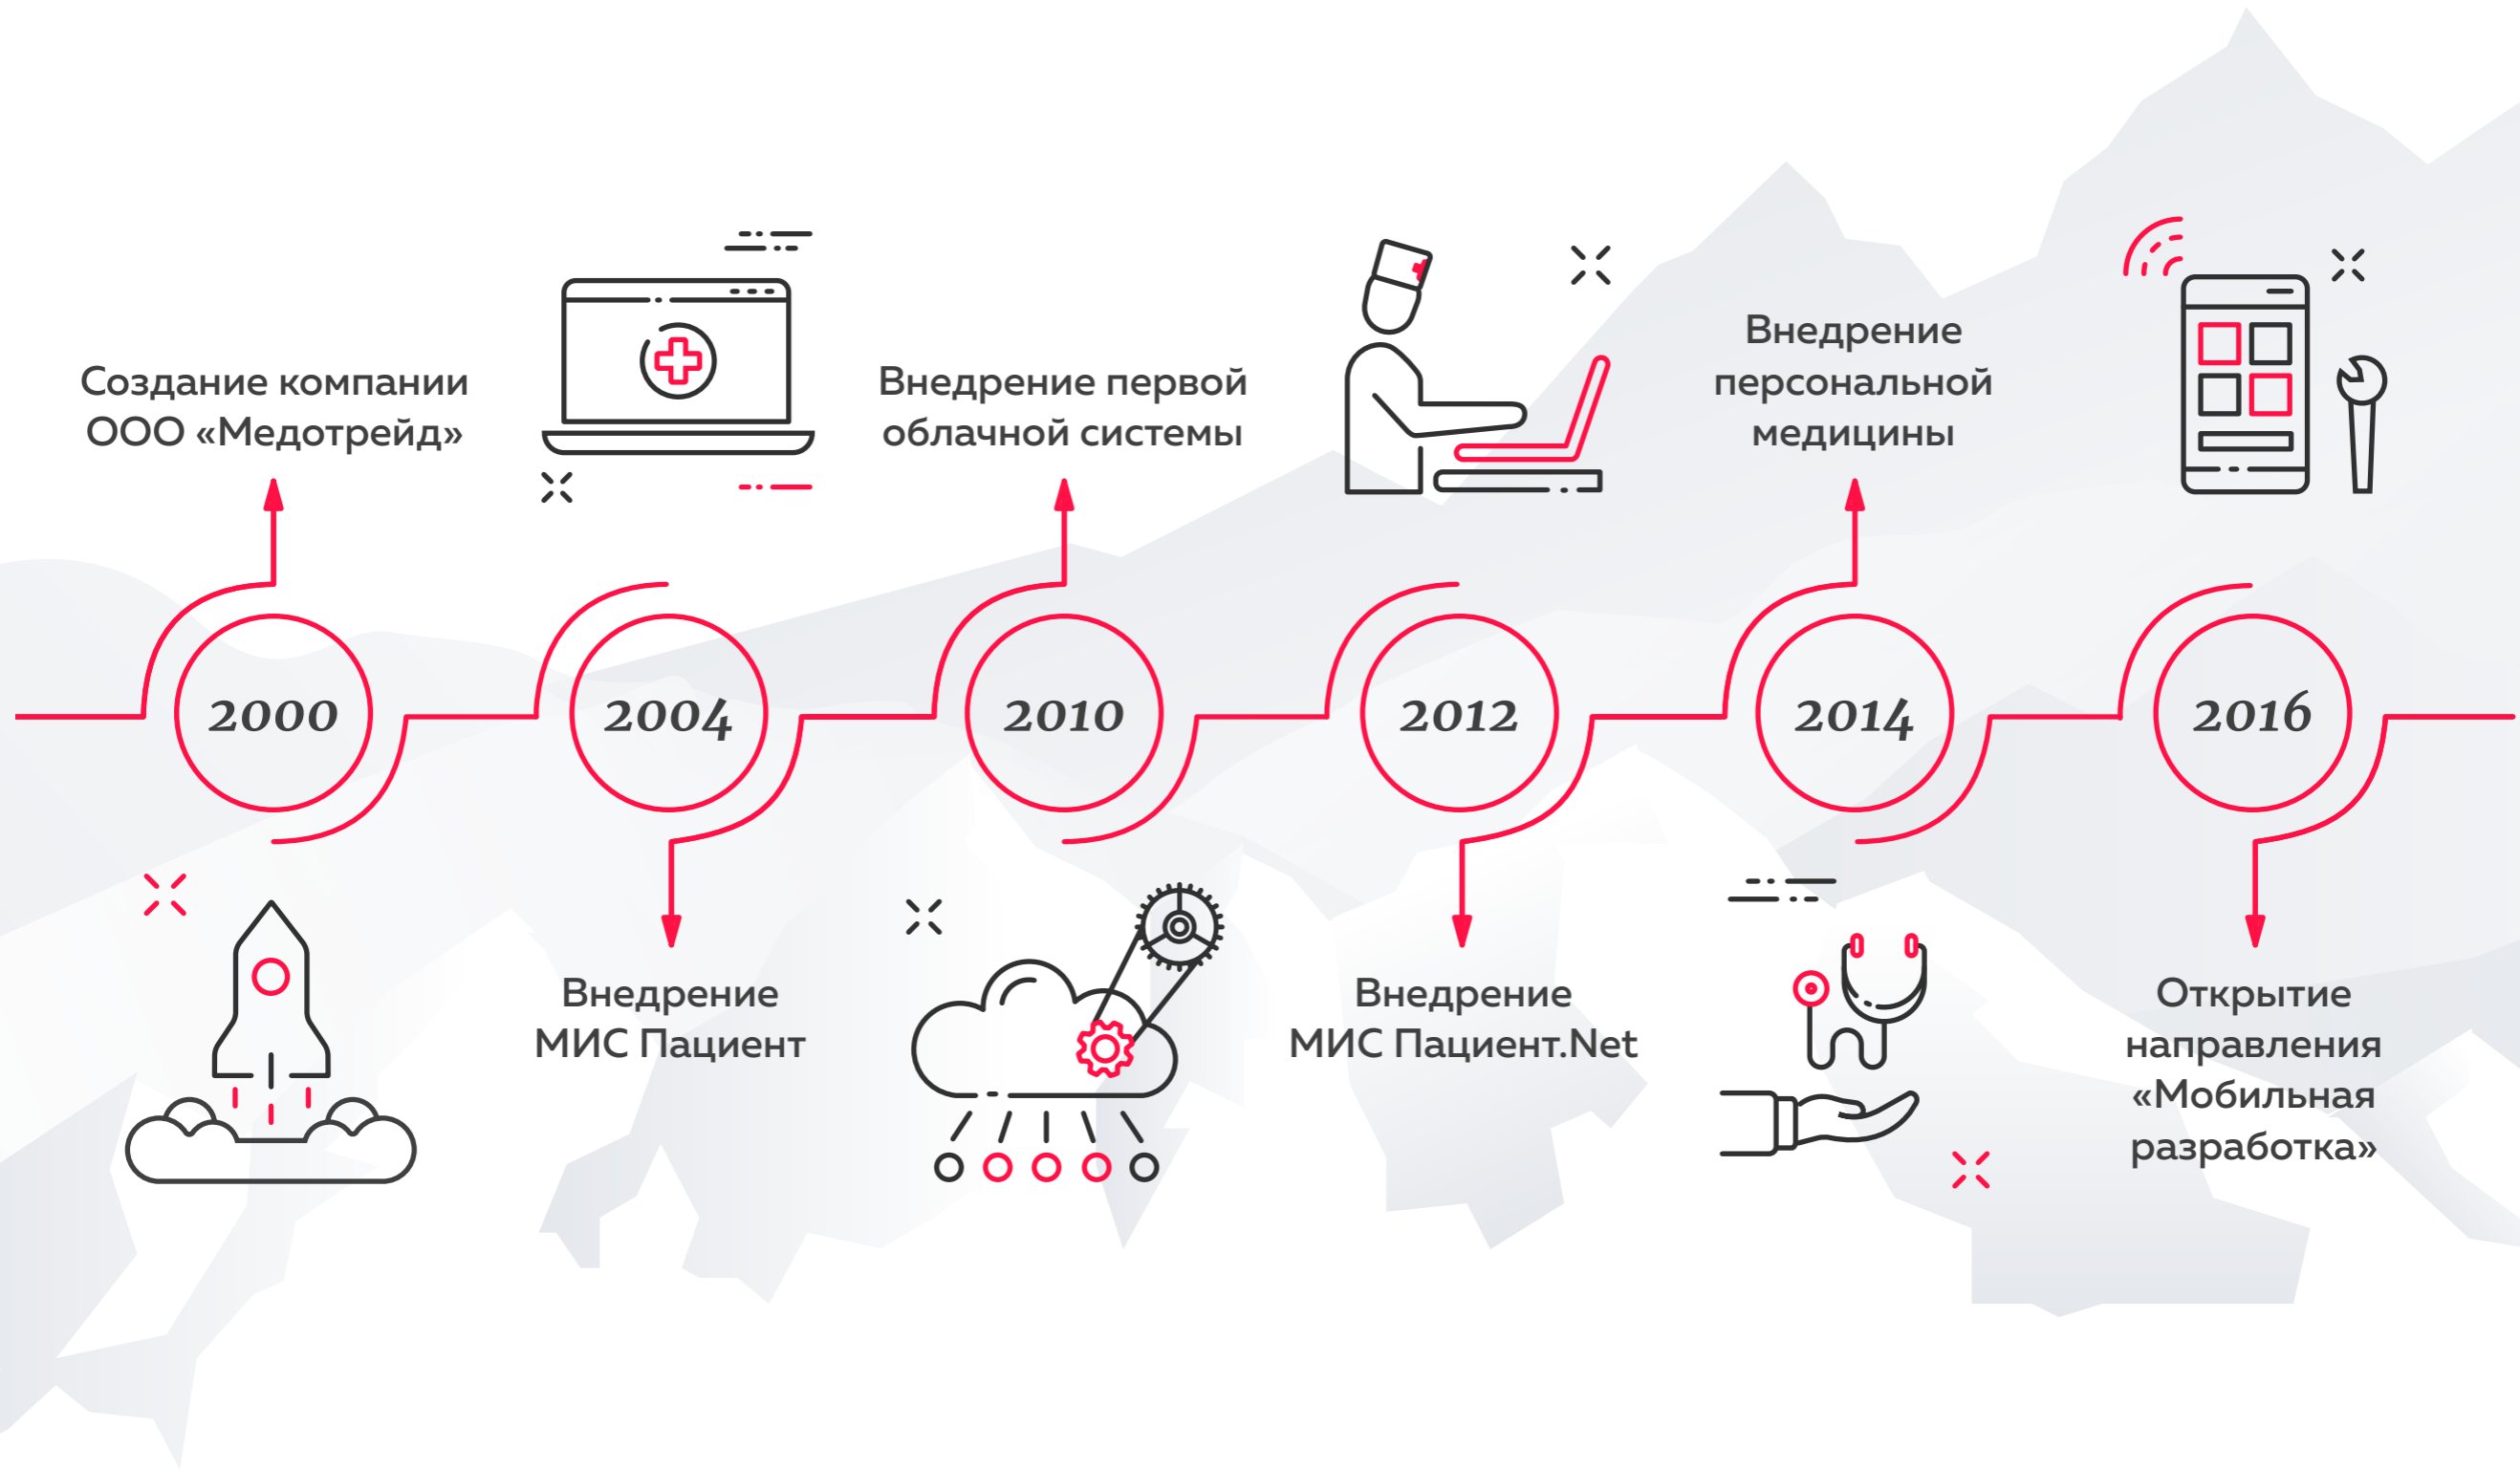 Создание компании
ООО «Медотрейд»
2000
2004
Внедрение
МИС Пациент
Внедрение первой
облачной системы
2010
2012
Внедрение
МИС Пациент.Net
Внедрение
персональной
медицины
2014
2016
Открытие
направления
«Мобильная
разработка»